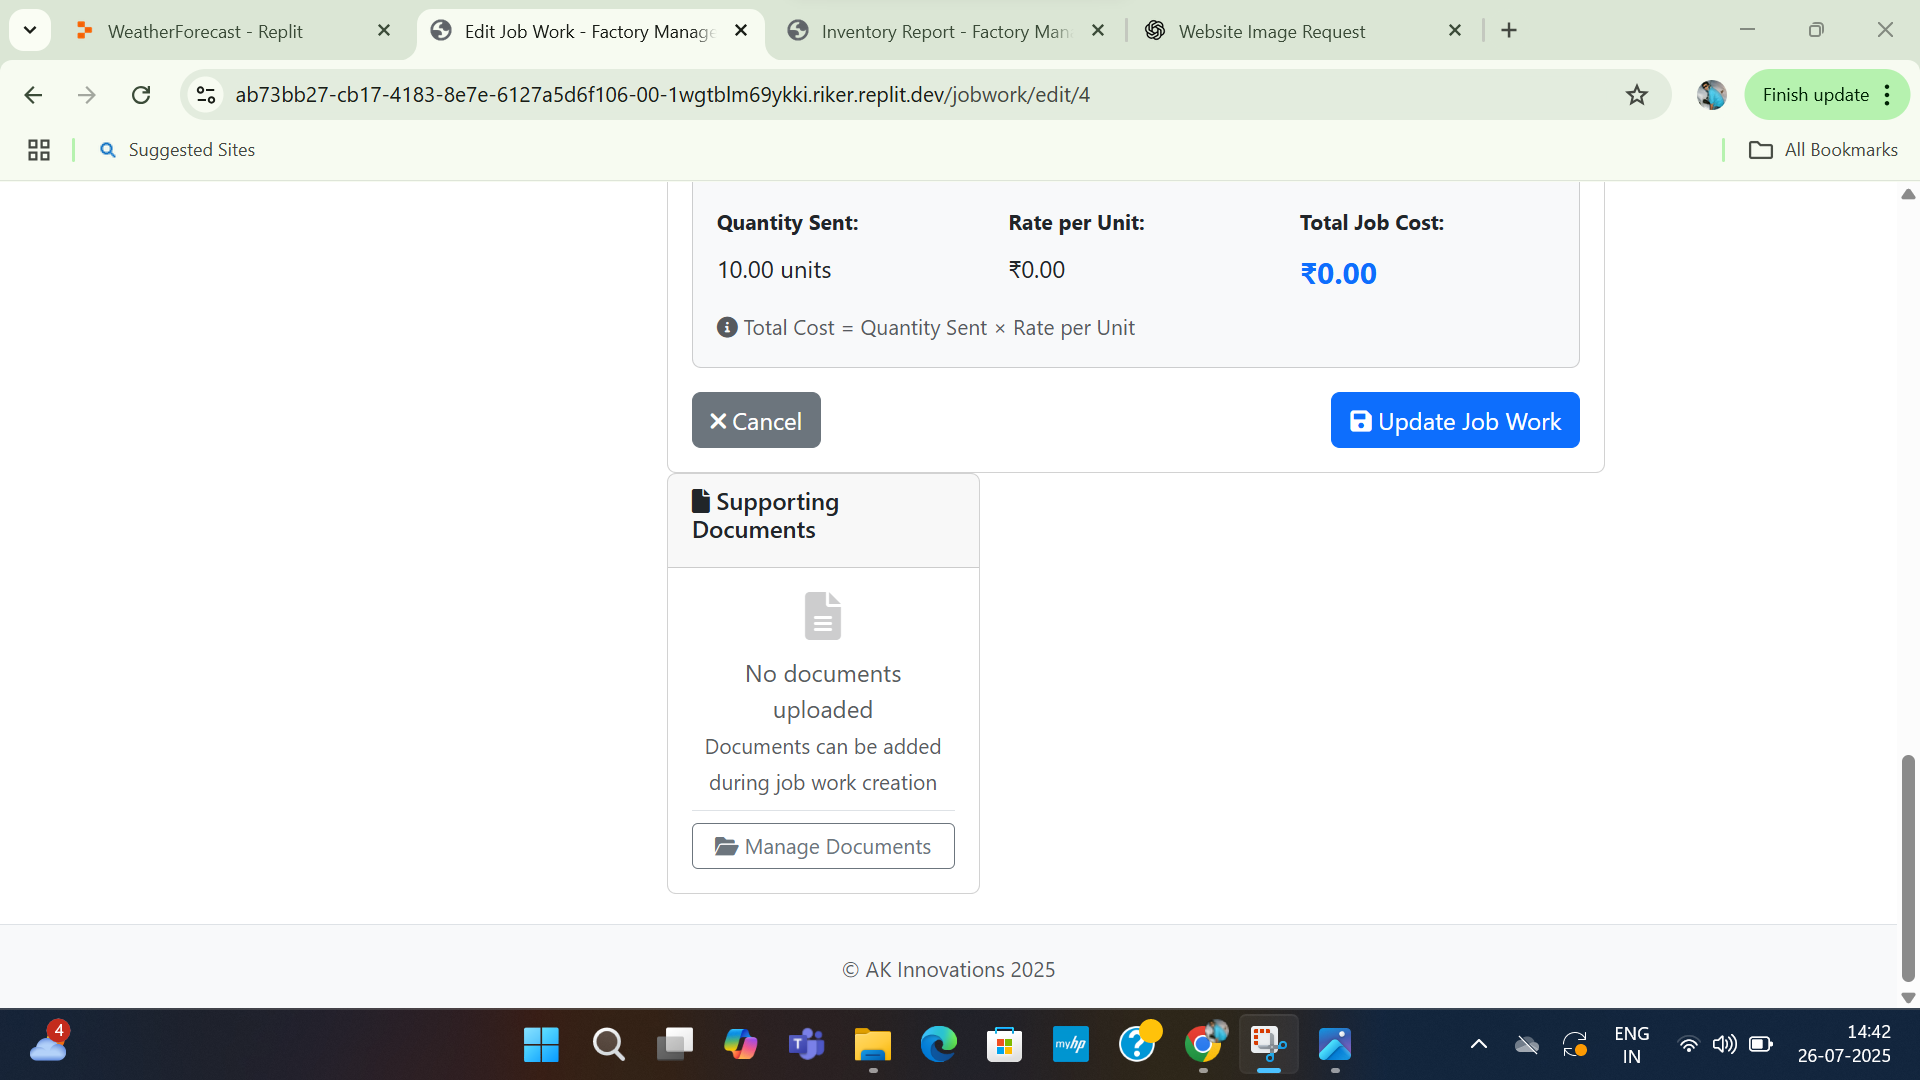 WeatherForecast - Replit
Edit Job Work - Factory Manage
Inventory Report - Factory Man
Website Image Request
ab73bb27-cb17-4183-8e7e-6127a5d6f106-00-1wgtblm69ykki.riker.replit.dev/jobwork/edit/4
Finish update
Suggested Sites
All Bookmarks
Quantity Sent: Rate per Unit: Total Job Cost:
10.00 units ₹0.00 ₹0.00
Total Cost = Quantity Sent × Rate per Unit
Cancel
Update Job Work
Supporting
Documents
No documents
uploaded
Documents can be added
during job work creation
Manage Documents
© AK Innovations 2025
4
T
myhp
?
ENG
IN
14:42
26-07-2025